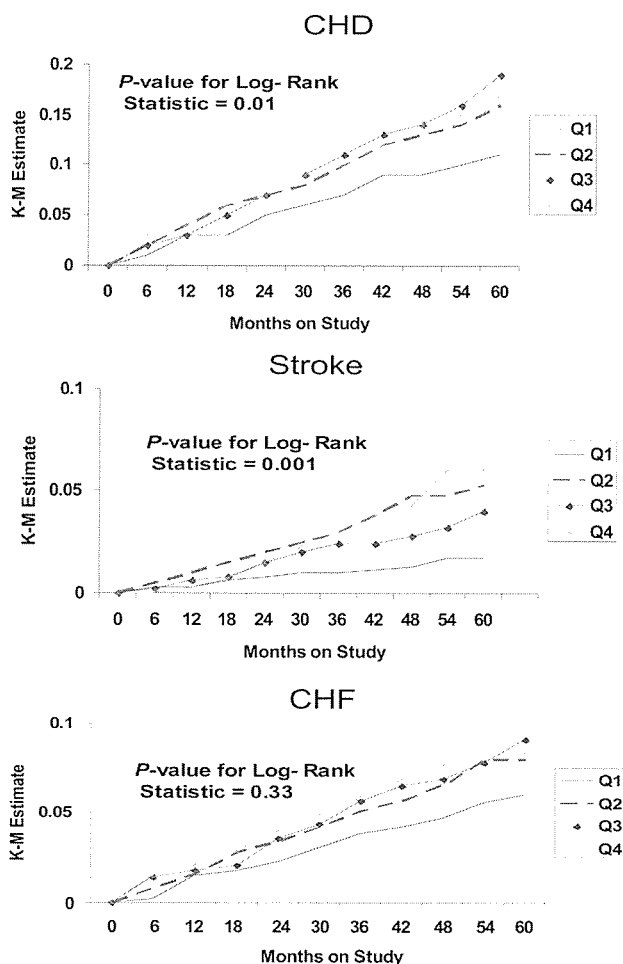 CHD
0.2
0.15
0.1
0.05
0
K-M Estimate
P-value for Log- Rank
Statistic = 0.01
Q1
Q2
Q3
Q4
0 6 12 18 24 30 36 42 48 54 60
Months on Study
Stroke
0.1
0.05
0
K-M Estimate
P-value for Log- Rank
Statistic = 0.001
Q1
Q2
Q3
Q4
0 6 12 18 24 30 36 42 48 54 60
Months on Study
CHF
0.1
0.05
0
K-M Estimate
P-value for Log- Rank
Statistic = 0.33
Q1
Q2
Q3
Q4
0 6 12 18 24 30 36 42 48 54 60
Months on Study